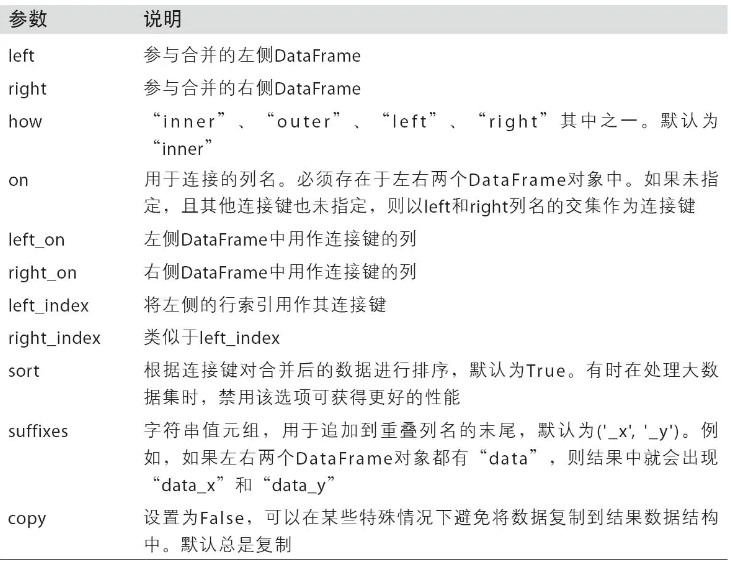 参数 说明
left 参与合并的左侧DataFrame
right 参与合并的右侧DataFrame
how “inner”、“outer”、“left”、“right”其中之一。默认为
“inner”
on 用于连接的列名。必须存在于左右两个DataFrame对象中。如果未指
定，且其他连接键也未指定，则以left和right列名的交集作为连接键
left_on 左侧DataFrame中用作连接键的列
right_on 右侧DataFrame中用作连接键的列
left_index 将左侧的行索引用作其连接键
right_index 类似于left_index
sort 根据连接键对合并后的数据进行排序，默认为True。有时在处理大数
据集时，禁用该选项可获得更好的性能
suffixes 字符串值元组，用于追加到重叠列名的末尾，默认为('_x', '_y')。例
如，如果左右两个DataFrame对象都有“data”，则结果中就会出现
“data_x”和“data_y”
copy 设置为False，可以在某些特殊情况下避免将数据复制到结果数据结构
中。默认总是复制